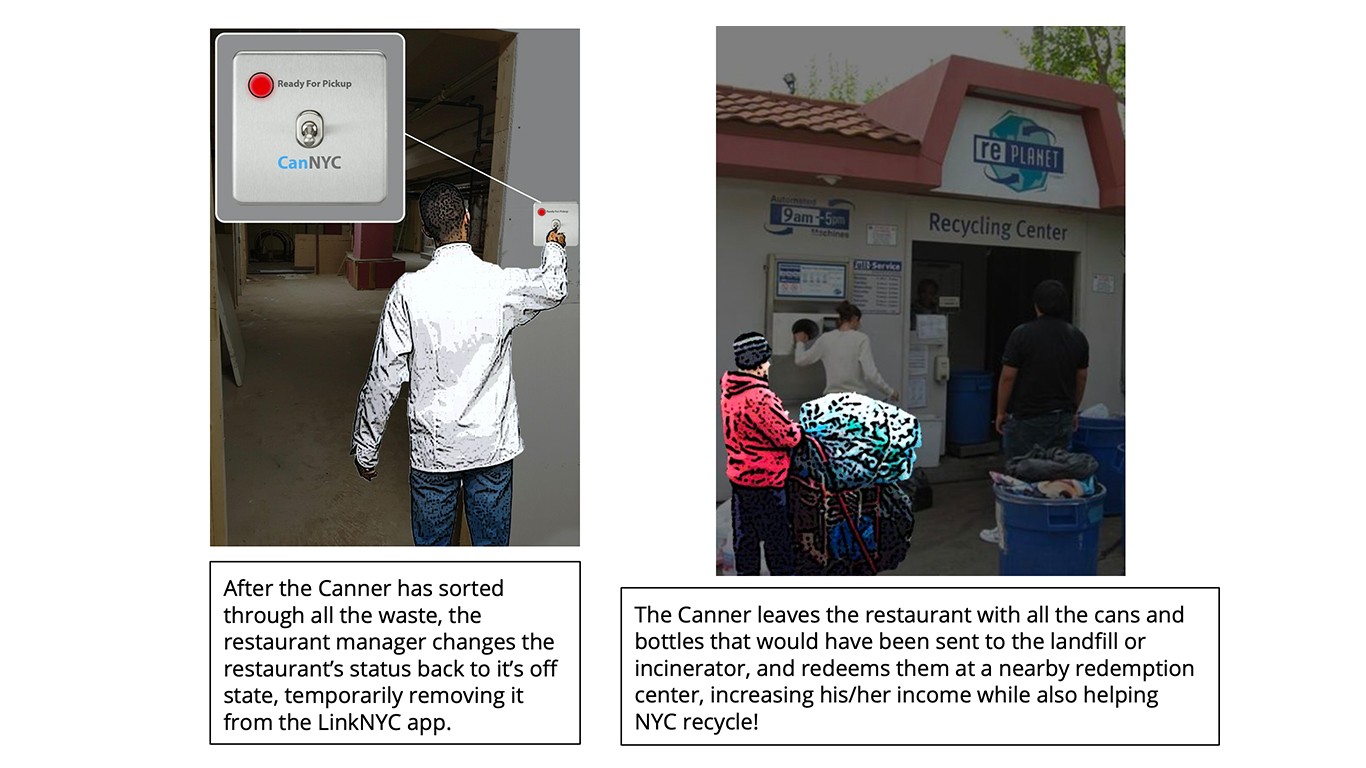 Ready For Pickup
CanNYC
Ready For Pickup
After the Canner has sorted
through all the waste, the
restaurant manager changes the
restaurant's status back to it's off
state, temporarily removing it
from the LinkNYC app.
re PLANET
Automated
9am - 5pm
Machines
Recycling Center
Full-Service
The Canner leaves the restaurant with all the cans and
bottles that would have been sent to the landfill or
incinerator, and redeems them at a nearby redemption
center, increasing his/her income while also helping
NYC recycle!